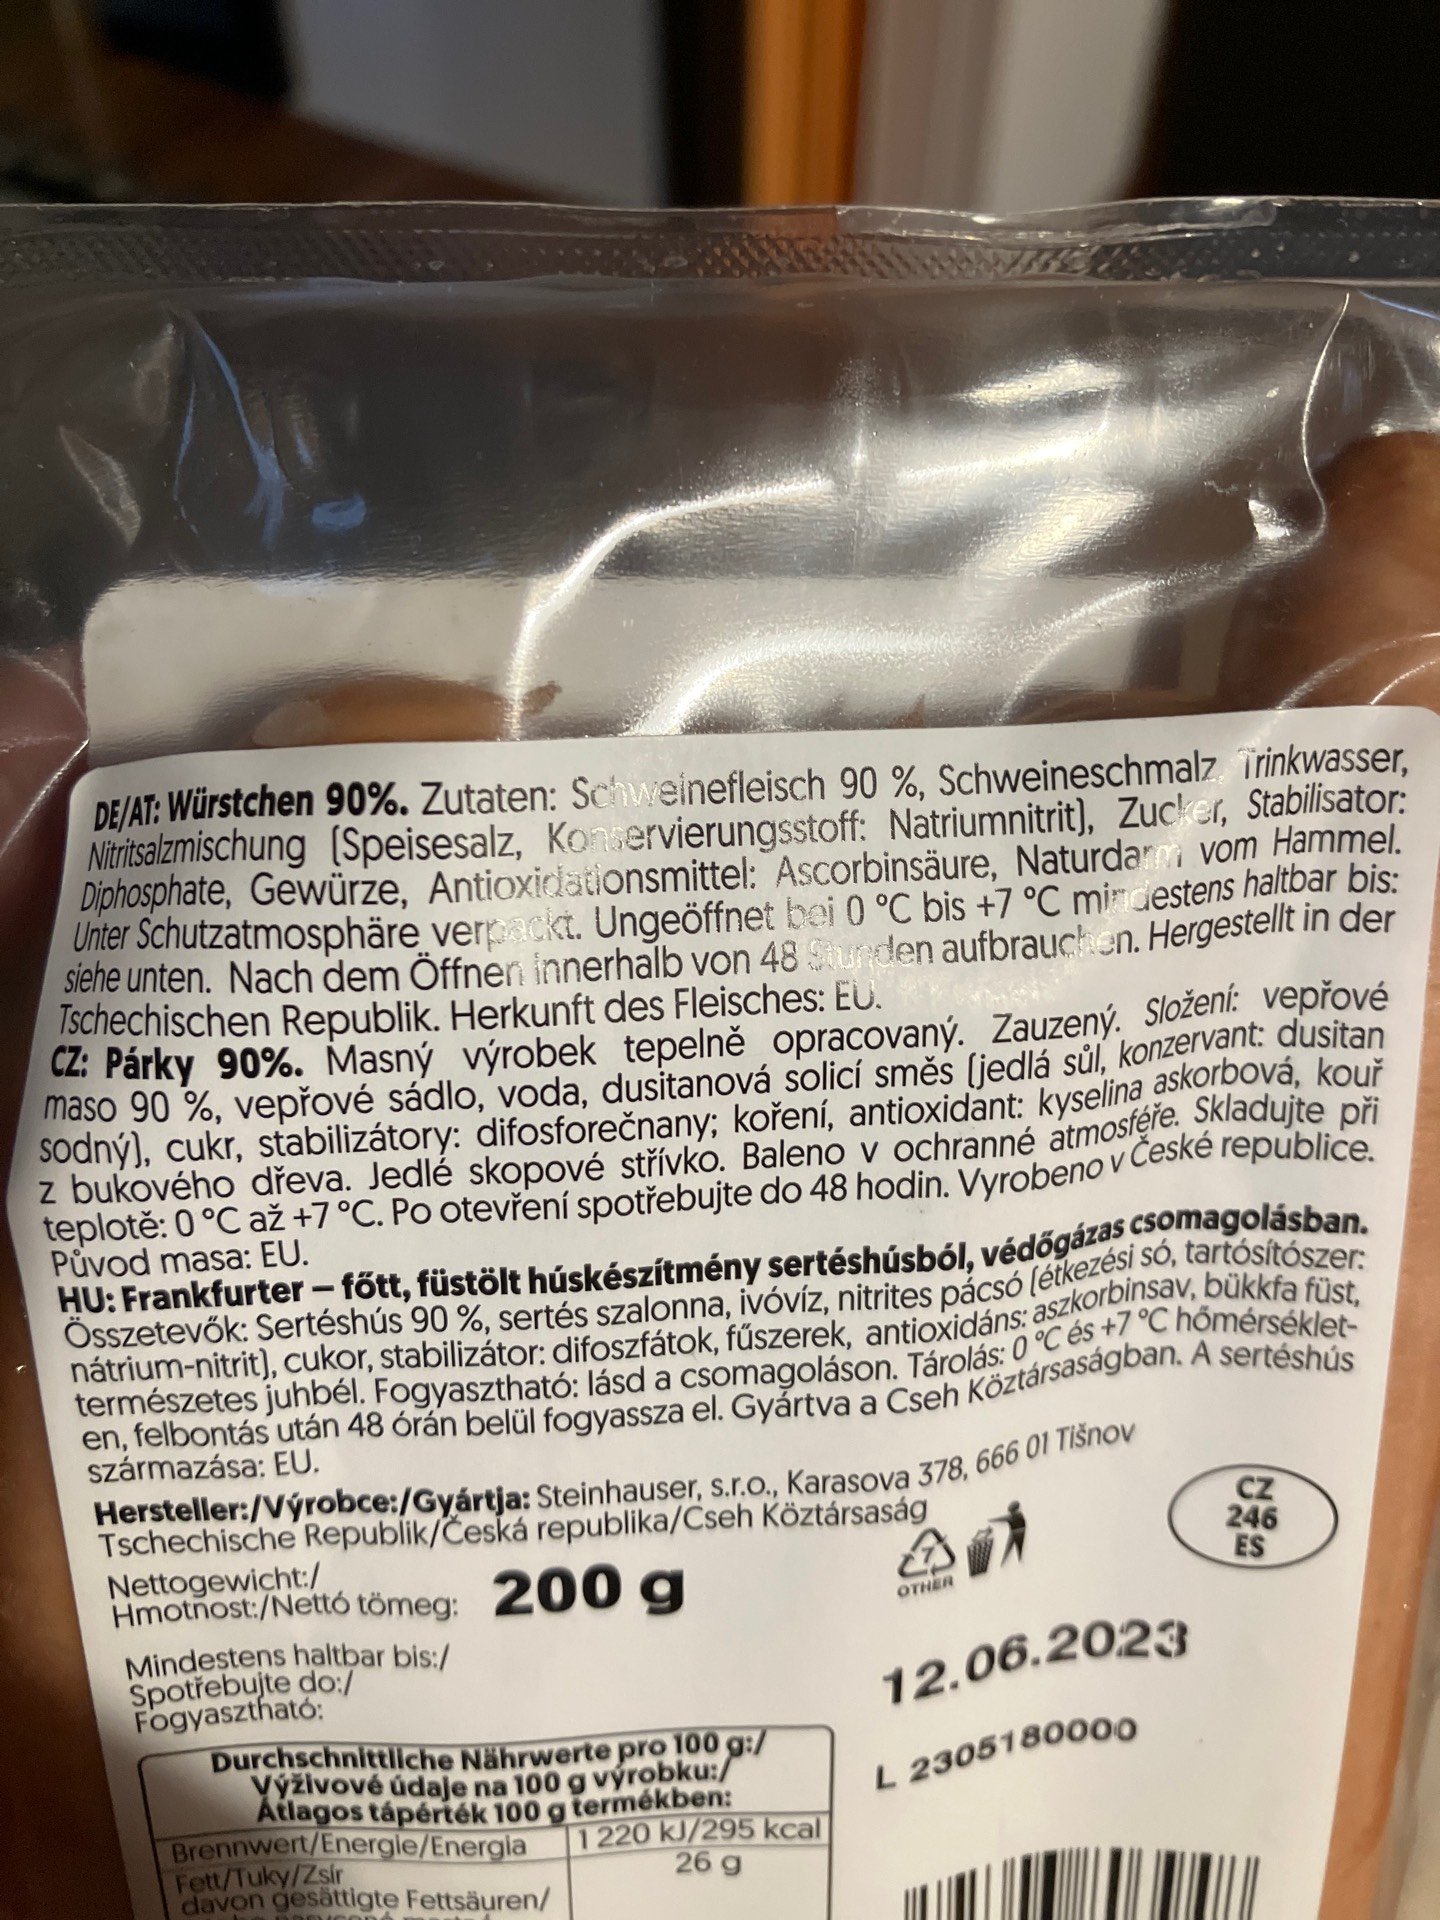 DE/AT: Würstchen 90%. Zutaten: Schweinefleisch 90 %, Schweineschmalz, Trinkwasser,
Nitritsalzmischung (Speisesalz, Konservierungsstoff: Natriumnitrit), Zucker, Stabilisator:
Diphosphate, Gewürze, Antioxidationsmittel: Ascorbinsäure, Naturdarm vom Hammel.
Unter Schutzatmosphäre verpackt. Ungeöffnet bei 0 °C bis +7 °C mindestens haltbar bis:
siehe unten. Nach dem Öffnen innerhalb von 48 Stunden aufbrauchen. Hergestellt in der
Tschechischen Republik. Herkunft des Fleisches: EU.
CZ: Párky 90%. Masný výrobek tepelně opracovaný. Zauzený. Složení: vepřové
maso 90 %, vepřové sádlo, voda, dusitanová solicí směs (jedlá sůl, konzervant: dusitan
sodný), cukr, stabilizátory: difosforečnany; koření, antioxidant: kyselina askorbová, kouř
z bukového dřeva. Jedlé skopové střívko. Baleno v ochranné atmosféře. Skladujte při
teplotě: 0 °C až +7 °C. Po otevření spotřebujte do 48 hodin. Vyrobeno v České republice.
Původ masa: EU.
HU: Frankfurter – főtt, füstölt húskészítmény sertéshúsból, védőgázas csomagolásban.
Összetevők: Sertéshús 90 %, sertés szalonna, ivóvíz, nitrites pácsó (étkezési só, tartósítószer:
nátrium-nitrit), cukor, stabilizátor: difoszfátok, fűszerek, antioxidáns: aszkorbinsav, bükkfa füst,
természetes juhbél. Fogyasztható: lásd a csomagoláson. Tárolás: 0 °C és +7 °C hőmérséklet-
en, felbontás után 48 órán belül fogyassza el. Gyártva a Cseh Köztársaságban. A sertéshús
származása: EU.
Hersteller:/Výrobce:/Gyártja: Steinhauser, s.r.o., Karasova 378, 666 01 Tišnov
Tschechische Republik/Česká republika/Cseh Köztársaság
7
OTHER
CZ
246
ES
Nettogewicht:/
Hmotnost:/Nettó tömeg: 200 g
Mindestens haltbar bis:/
Spotřebujte do:/
Fogyasztható:
12.06.2023
L 2305180000
Durchschnittliche Nährwerte pro 100 g:/
Výživové údaje na 100 g výrobku:/
Átlagos tápérték 100 g termékben:
Brennwert/Energie/Energia 1 220 kJ/295 kcal
Fett/Tuky/Zsír 26 g
davon gesättigte Fettsäuren/